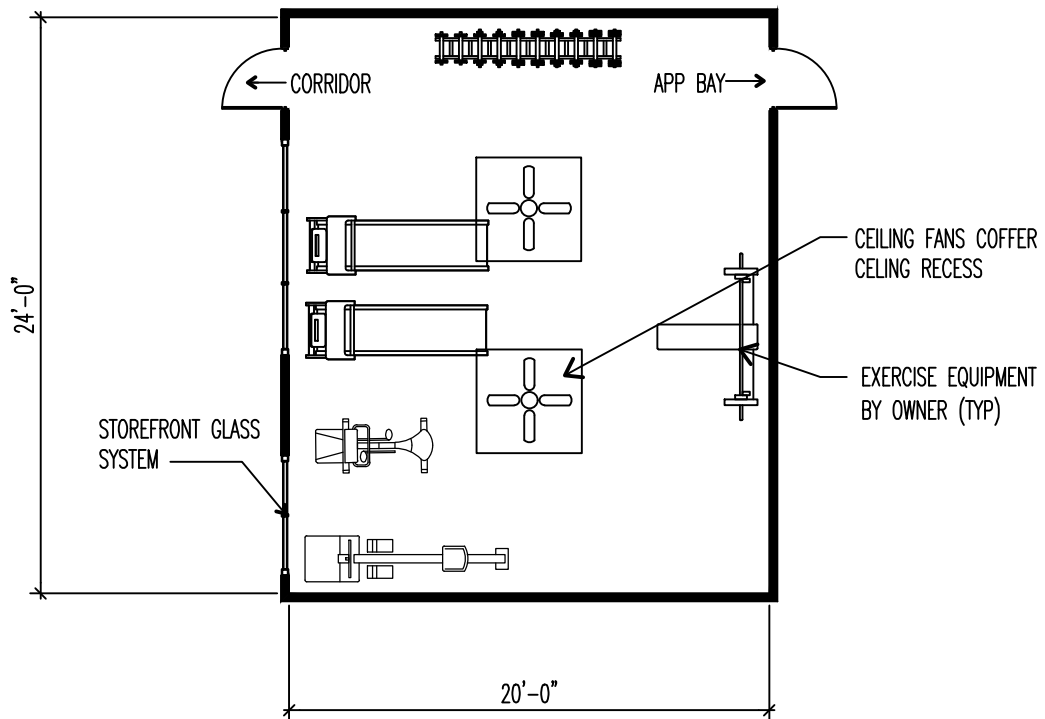 CORRIDOR
APP BAY
CEILING FANS COFFER
CELING RECESS
24'-0"
EXERCISE EQUIPMENT
BY OWNER (TYP)
STOREFRONT GLASS
SYSTEM
20'-0"